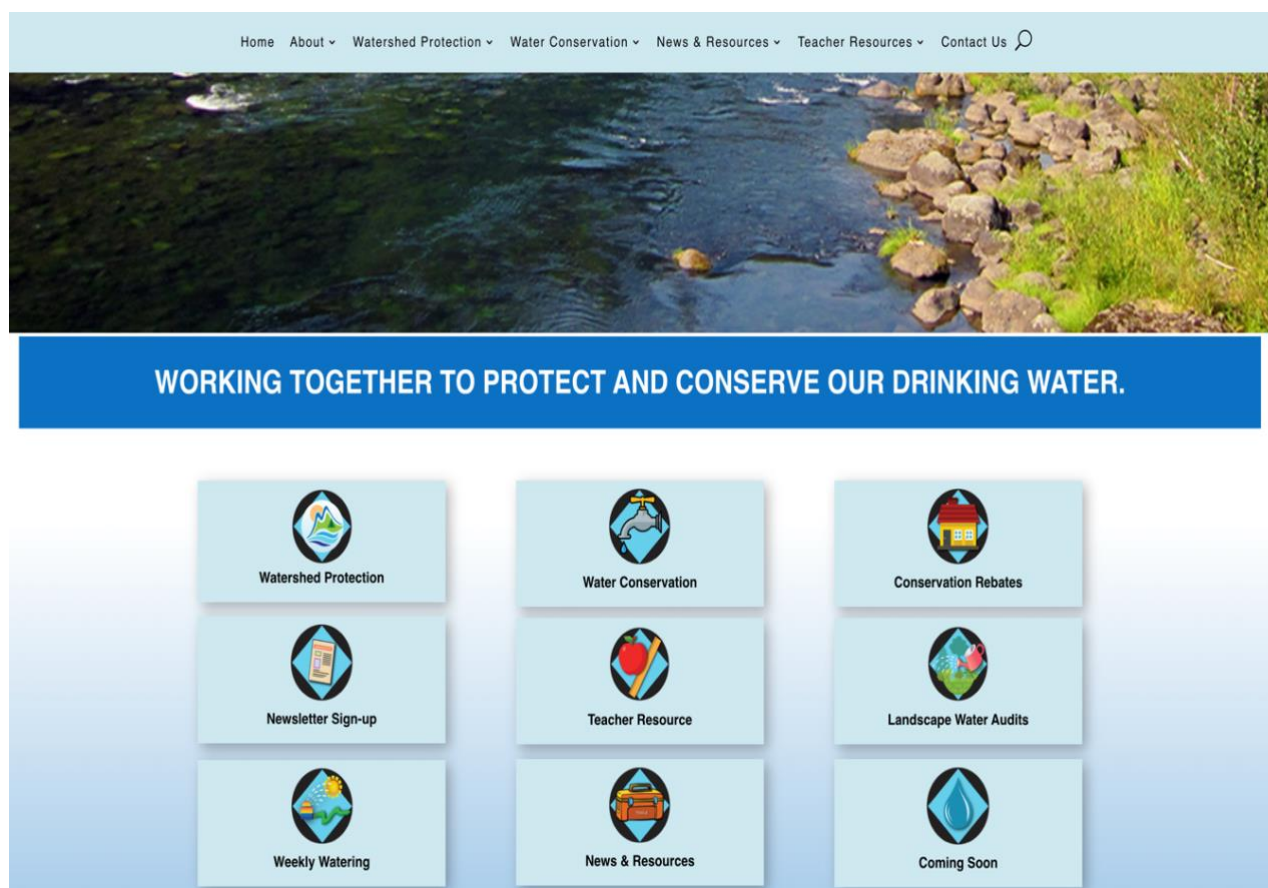 Home About Watershed Protection Water Conservation News & Resources Teacher Resources Contact Us
WORKING TOGETHER TO PROTECT AND CONSERVE OUR DRINKING WATER.
Watershed Protection
Water Conservation
Conservation Rebates
Newsletter Sign-up
Teacher Resource
Landscape Water Audits
Weekly Watering
News & Resources
Coming Soon